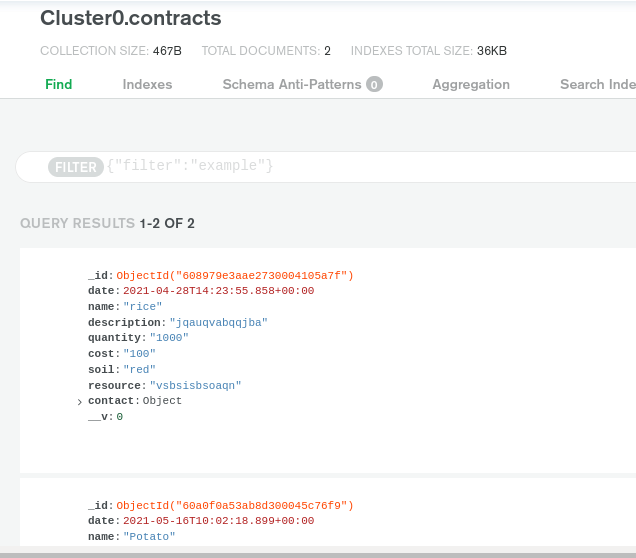 Cluster0.contracts
COLLECTION SIZE: 467B TOTAL DOCUMENTS: 2 INDEXES TOTAL SIZE: 36KB
Find Indexes Schema Anti-Patterns 0 Aggregation Search Inde
FILTER {"filter":"example"}
QUERY RESULTS 1-2 OF 2
_id: ObjectId("608979e3aae2730004105a7f")
date: 2021-04-28T14:23:55.858+00:00
name: "rice"
description: "jqauqvabqqjba"
quantity: "1000"
cost: "100"
soil: "red"
resource: "vsbsisbsoaqn"
> contact: Object
__v: 0
_id: ObjectId("60a0f0a53ab8d300045c76f9")
date: 2021-05-16T10:02:18.899+00:00
name: "Potato"